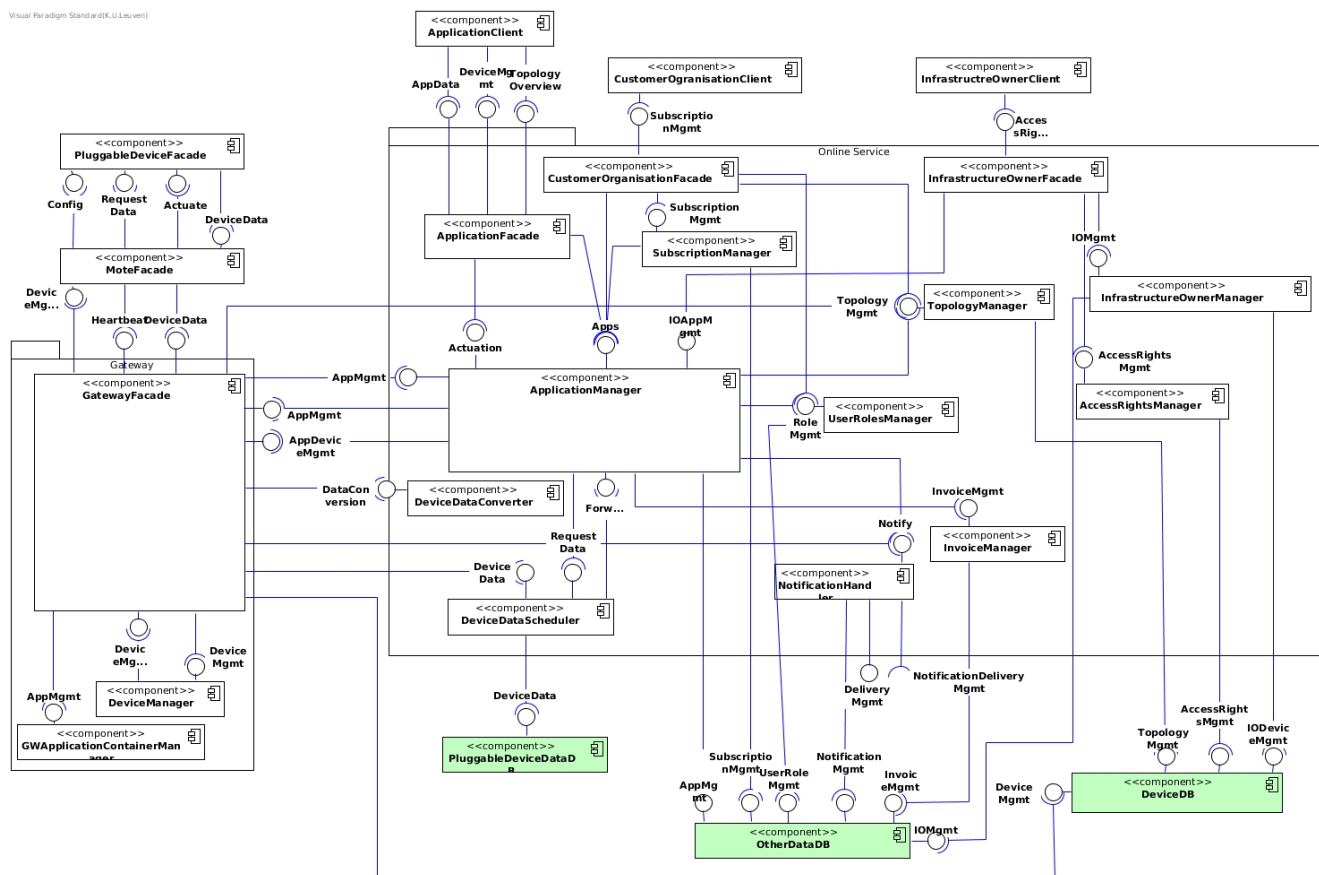 Visual Paradigm Standard(K.U.Leuven)
<<component>>
ApplicationClient
AppData
DeviceMg
mt
Topology
Overview
<<component>>
CustomerOgranisationClient
Subscriptio
nMgmt
<<component>>
InfrastructreOwnerClient
Acces
sRig...
Online Service
<<component>>
PluggableDeviceFacade
Config
Request
Data
Actuate
DeviceData
<<component>>
MoteFacade
Devic
eMg...
Heartbeat
DeviceData
<<component>>
CustomerOrganisationFacade
Subscription
Mgmt
<<component>>
InfrastructureOwnerFacade
<<component>>
ApplicationFacade
<<component>>
SubscriptionManager
IOMgmt
<<component>>
InfrastructureOwnerManager
Topology
Mgmt
<<component>>
TopologyManager
Actuation
Apps
IOAppM
gmt
AccessRights
Mgmt
<<component>>
AccessRightsManager
Gateway
<<component>>
GatewayFacade
AppMgmt
AppMgmt
AppDevic
eMgmt
<<component>>
ApplicationManager
Role
Mgmt
<<component>>
UserRolesManager
DataCon
version
<<component>>
DeviceDataConverter
Forw...
InvoiceMgmt
<<component>>
InvoiceManager
Notify
Request
Data
Device
Data
<<component>>
NotificationHand
ler
<<component>>
DeviceDataScheduler
Devic
eMg...
Device
Mgmt
<<component>>
DeviceManager
AppMgmt
<<component>>
GWApplicationContainerMan
ager
DeviceData
<<component>>
PluggableDeviceDataD
B
Delivery
Mgmt
NotificationDelivery
Mgmt
AppMg
mt
Subscriptio
nMgmt
UserRole
Mgmt
Notification
Mgmt
Invoic
eMgmt
<<component>>
OtherDataDB
IOMgmt
Device
Mgmt
Topology
Mgmt
AccessRight
sMgmt
IODevic
eMgmt
<<component>>
DeviceDB